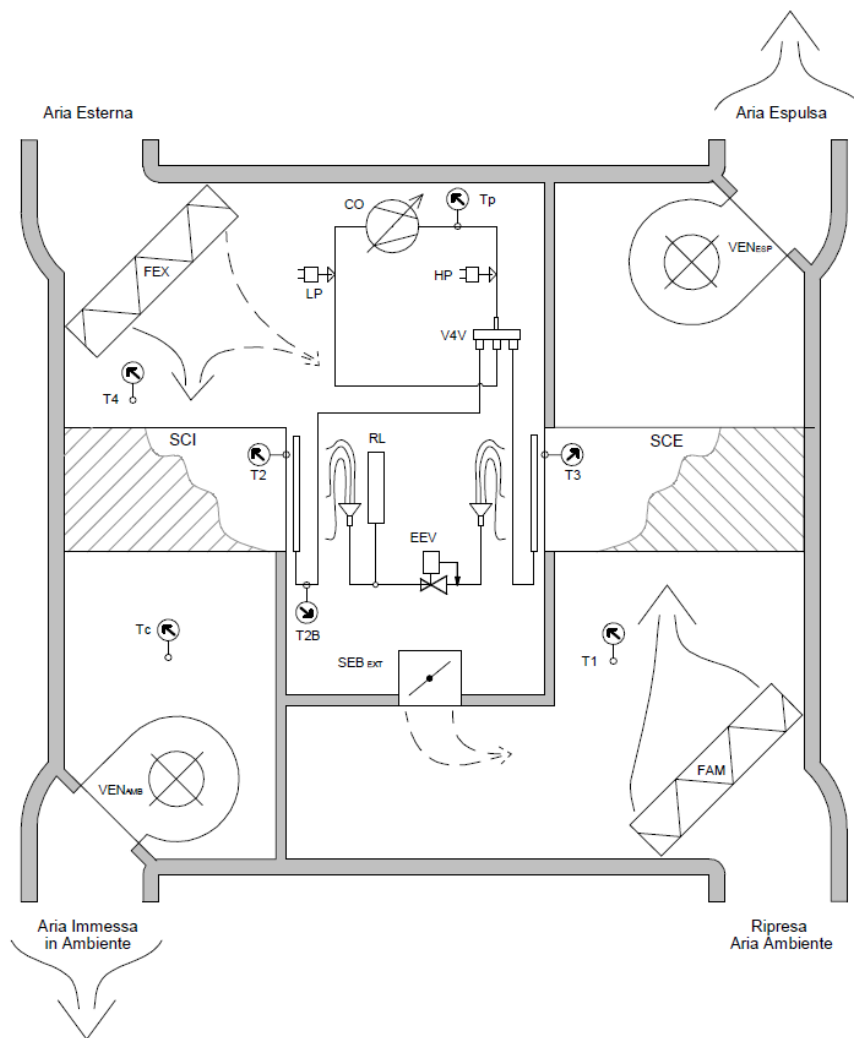 Aria Esterna
Aria Espulsa
CO
Tp
FEX
LP
HP
VENESP
V4V
T4
SCI
RL
SCE
T2
T3
EEV
T2B
Tc
T1
SEB EXT
FAM
VENAMB
Aria Immessa
in Ambiente
Ripresa
Aria Ambiente